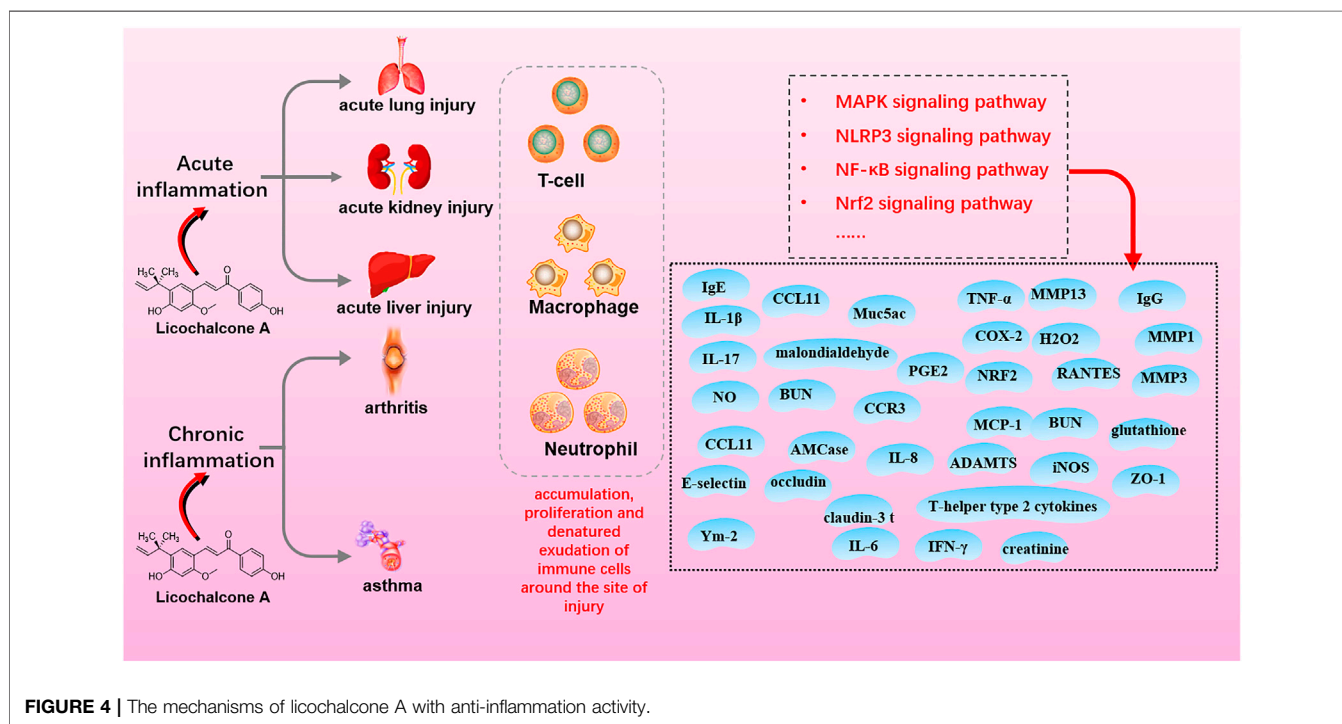 acute lung injury
Acute
inflammation
acute kidney injury
H₃C
CH₃
O
HO
O
OH
Licochalcone A
acute liver injury
arthritis
Chronic
inflammation
H₃C
CH₃
O
HO
O
OH
Licochalcone A
asthma
T-cell
Macrophage
Neutrophil
accumulation,
proliferation and
denatured
exudation of
immune cells
around the site of
injury
• MAPK signaling pathway
• NLRP3 signaling pathway
• NF-κB signaling pathway
• Nrf2 signaling pathway
……
IgE
CCL11
TNF-α
MMP13
IgG
IL-1β
Muc5ac
COX-2
H2O2
MMP1
IL-17
malondialdehyde
PGE2
NRF2
RANTES
MMP3
NO
BUN
CCR3
MCP-1
BUN
glutathione
CCL11
AMCase
IL-8
ADAMTS
iNOS
ZO-1
E-selectin
occludin
claudin-3 t
T-helper type 2 cytokines
Ym-2
IL-6
IFN-γ
creatinine
FIGURE 4 | The mechanisms of licochalcone A with anti-inflammation activity.